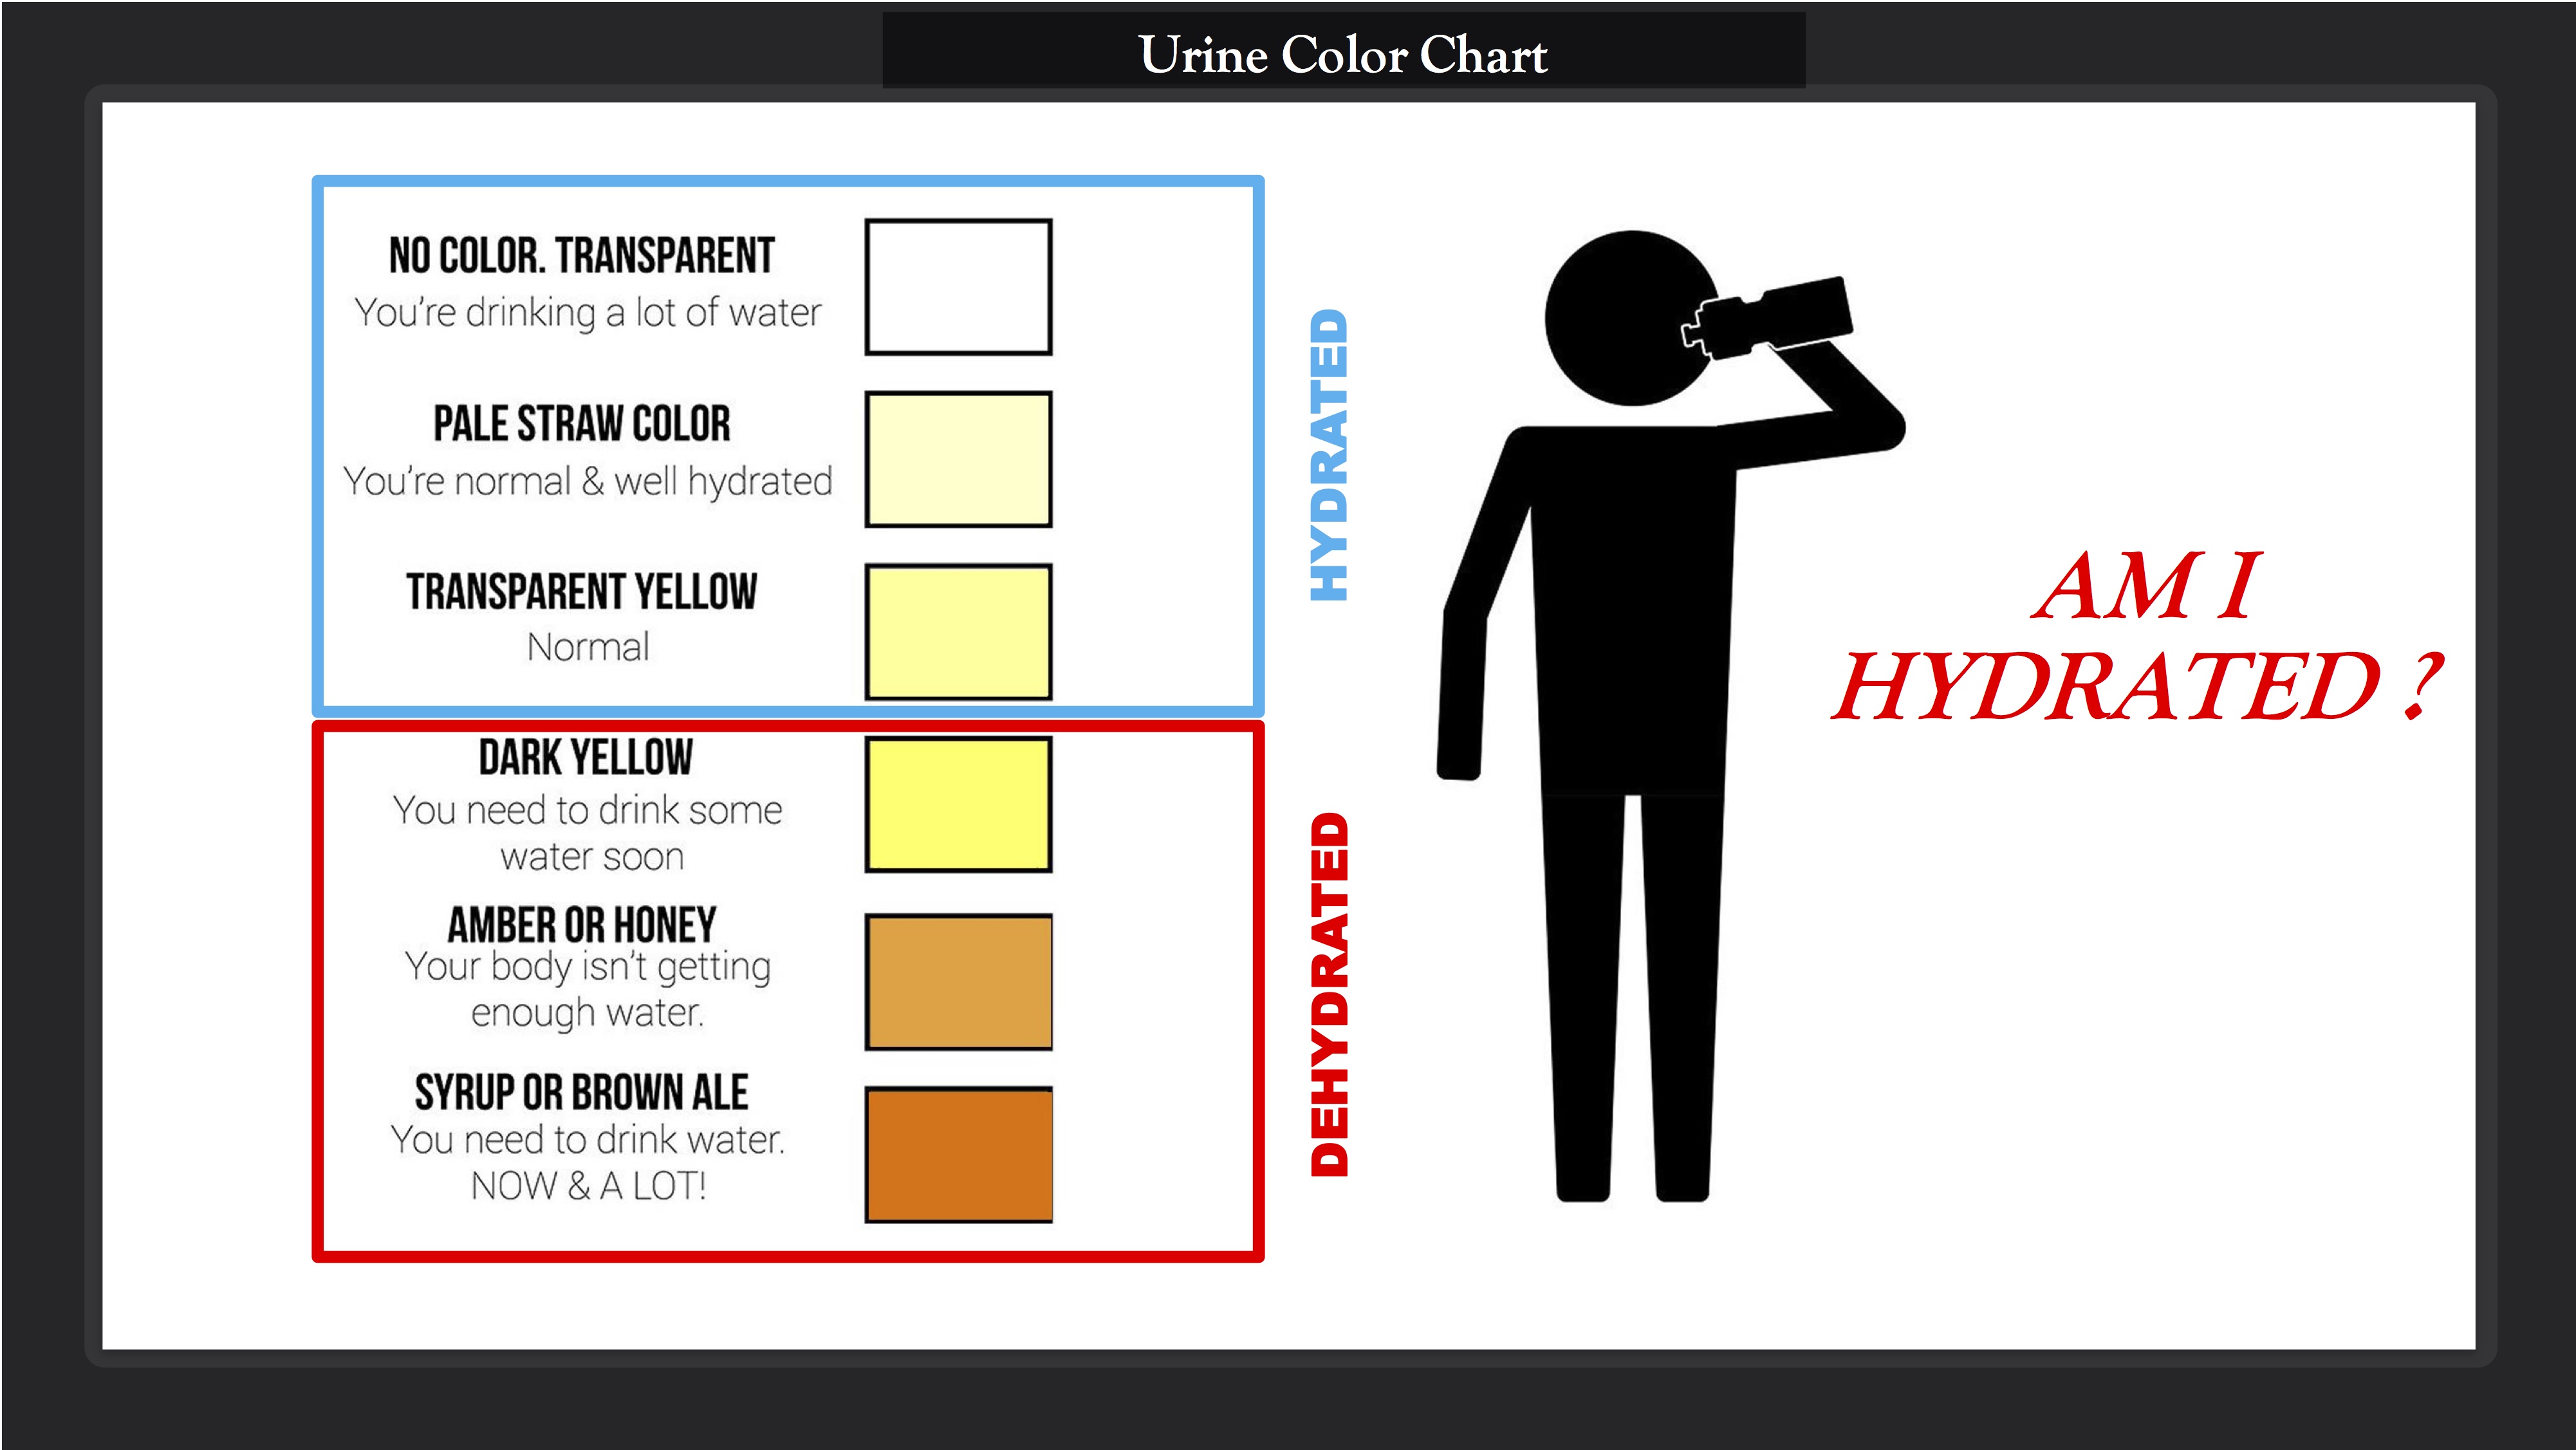 Urine Color Chart
NO COLOR. TRANSPARENT
You're drinking a lot of water
PALE STRAW COLOR
You're normal & well hydrated
TRANSPARENT YELLOW
Normal
HYDRATED
DARK YELLOW
You need to drink some
water soon
AMBER OR HONEY
Your body isn't getting
enough water.
SYRUP OR BROWN ALE
You need to drink water.
NOW & A LOT!
DEHYDRATED
AM I
HYDRATED ?